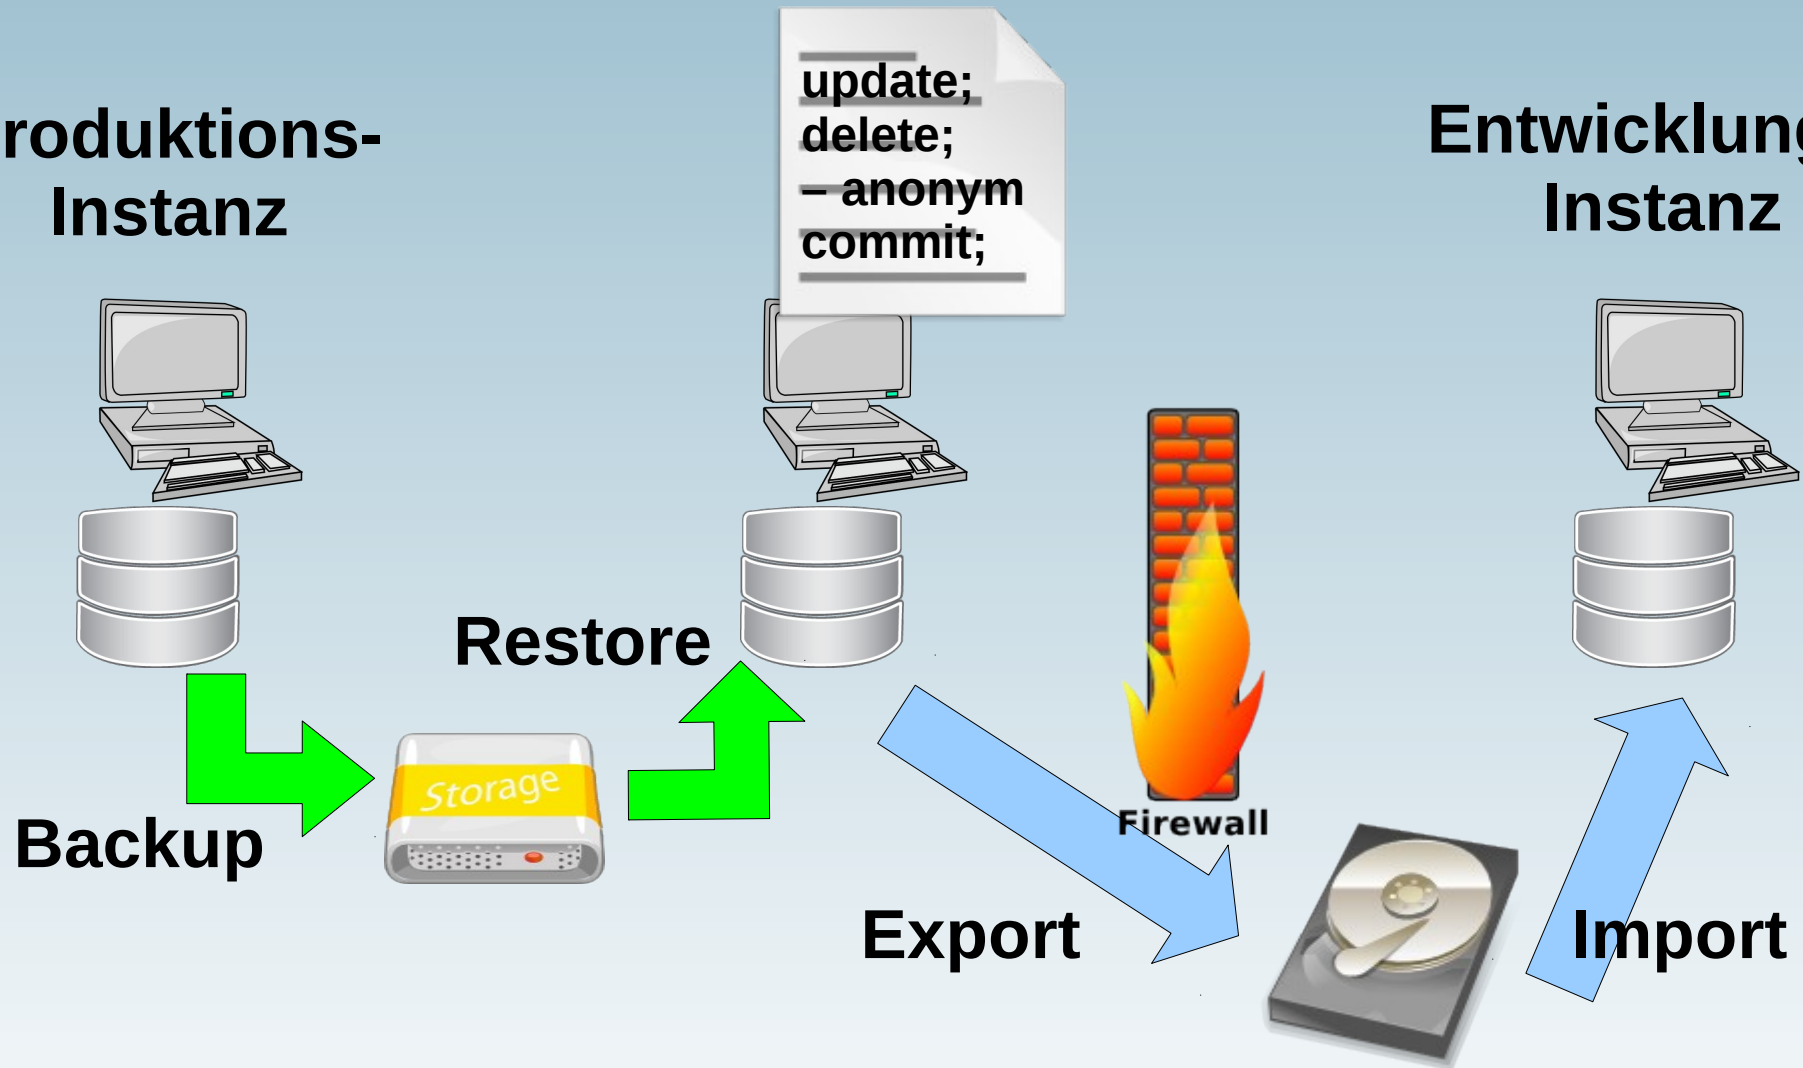 update;
delete;
– anonym
commit;
roduktions-
Instanz
Entwicklung
Instanz
Restore
Storage
Backup
Firewall
Export
Import